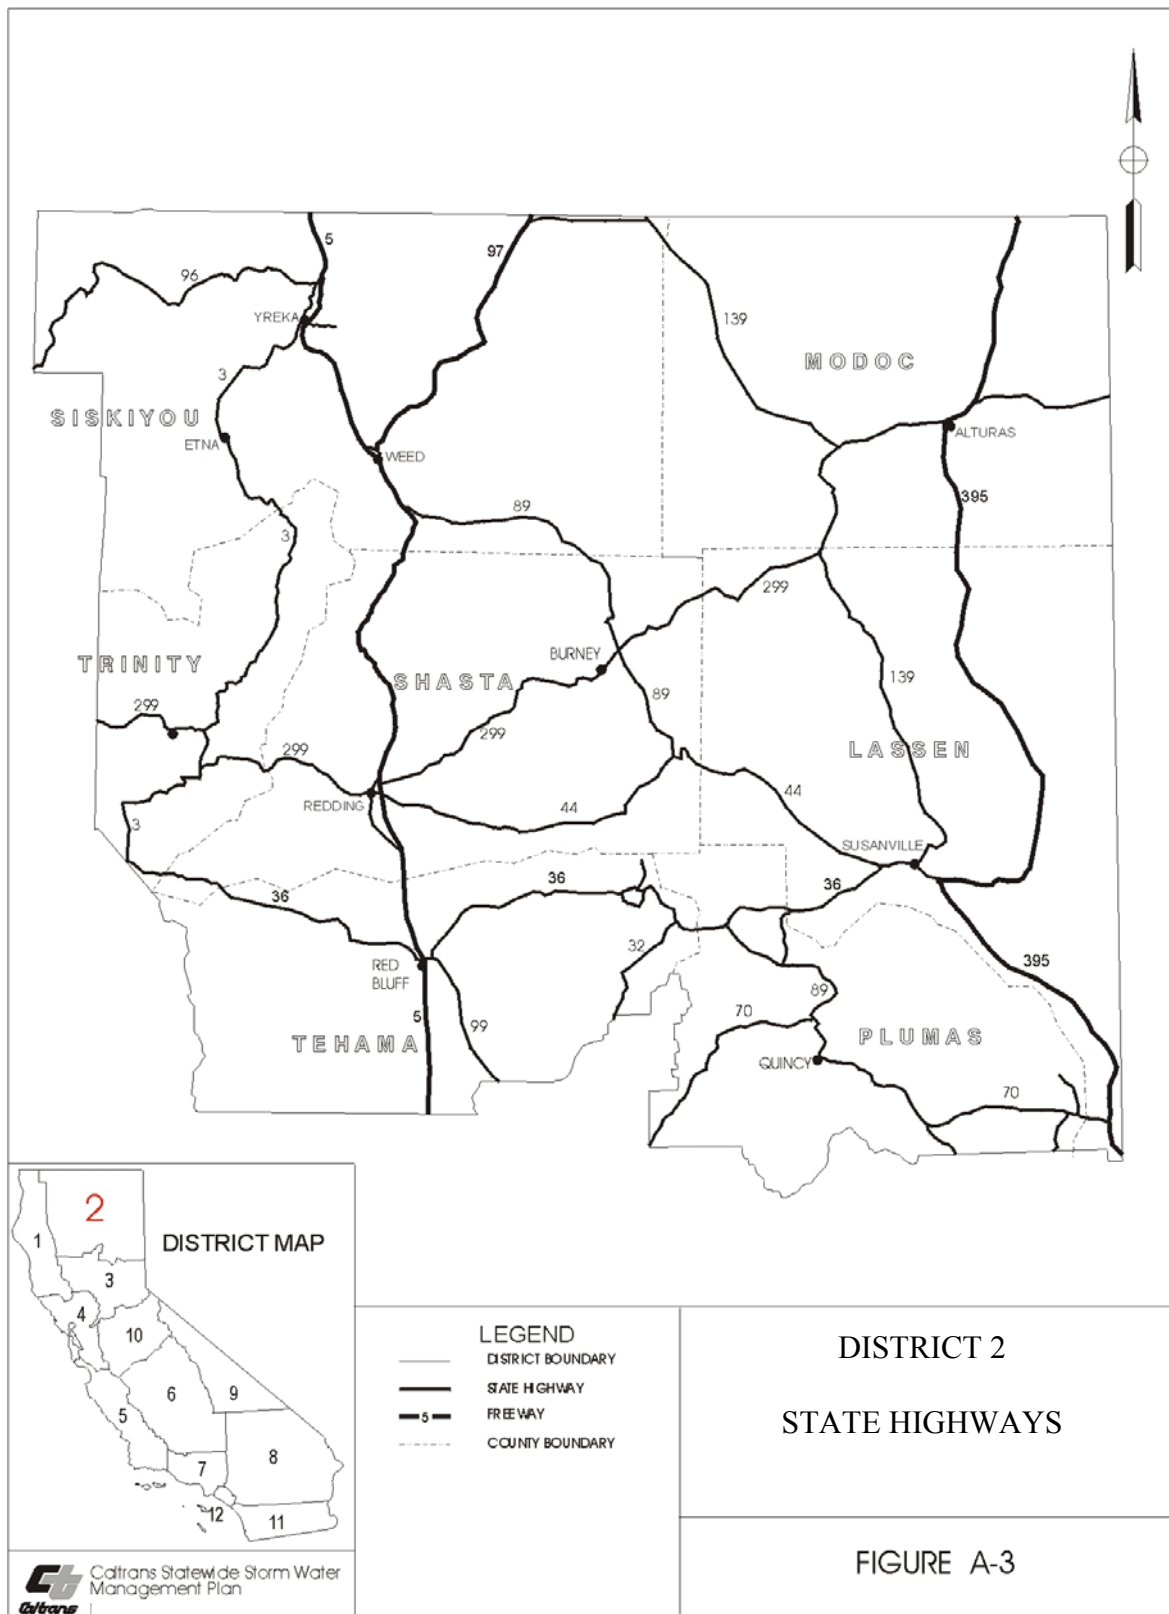 5
97
96
YREKA
139
MODOC
3
SISKIYOU
ETNA
ALTURAS
WEED
395
89
3
299
BURNEY
TRINITY
SHASTA
89
139
299
299
299
LASSEN
REDDING
44
44
3
SUSANVILLE
36
36
36
32
RED
BLUFF
395
89
5
99
70
TEHAMA
PLUMAS
QUINCY
70
2
1
DISTRICT MAP
3
4
10
6
9
5
7
8
12
11
LEGEND
DISTRICT BOUNDARY
STATE HIGHWAY
5 FREEWAY
COUNTY BOUNDARY
DISTRICT 2
STATE HIGHWAYS
FIGURE A-3
Caltrans Statewide Storm Water
Management Plan
Caltrans